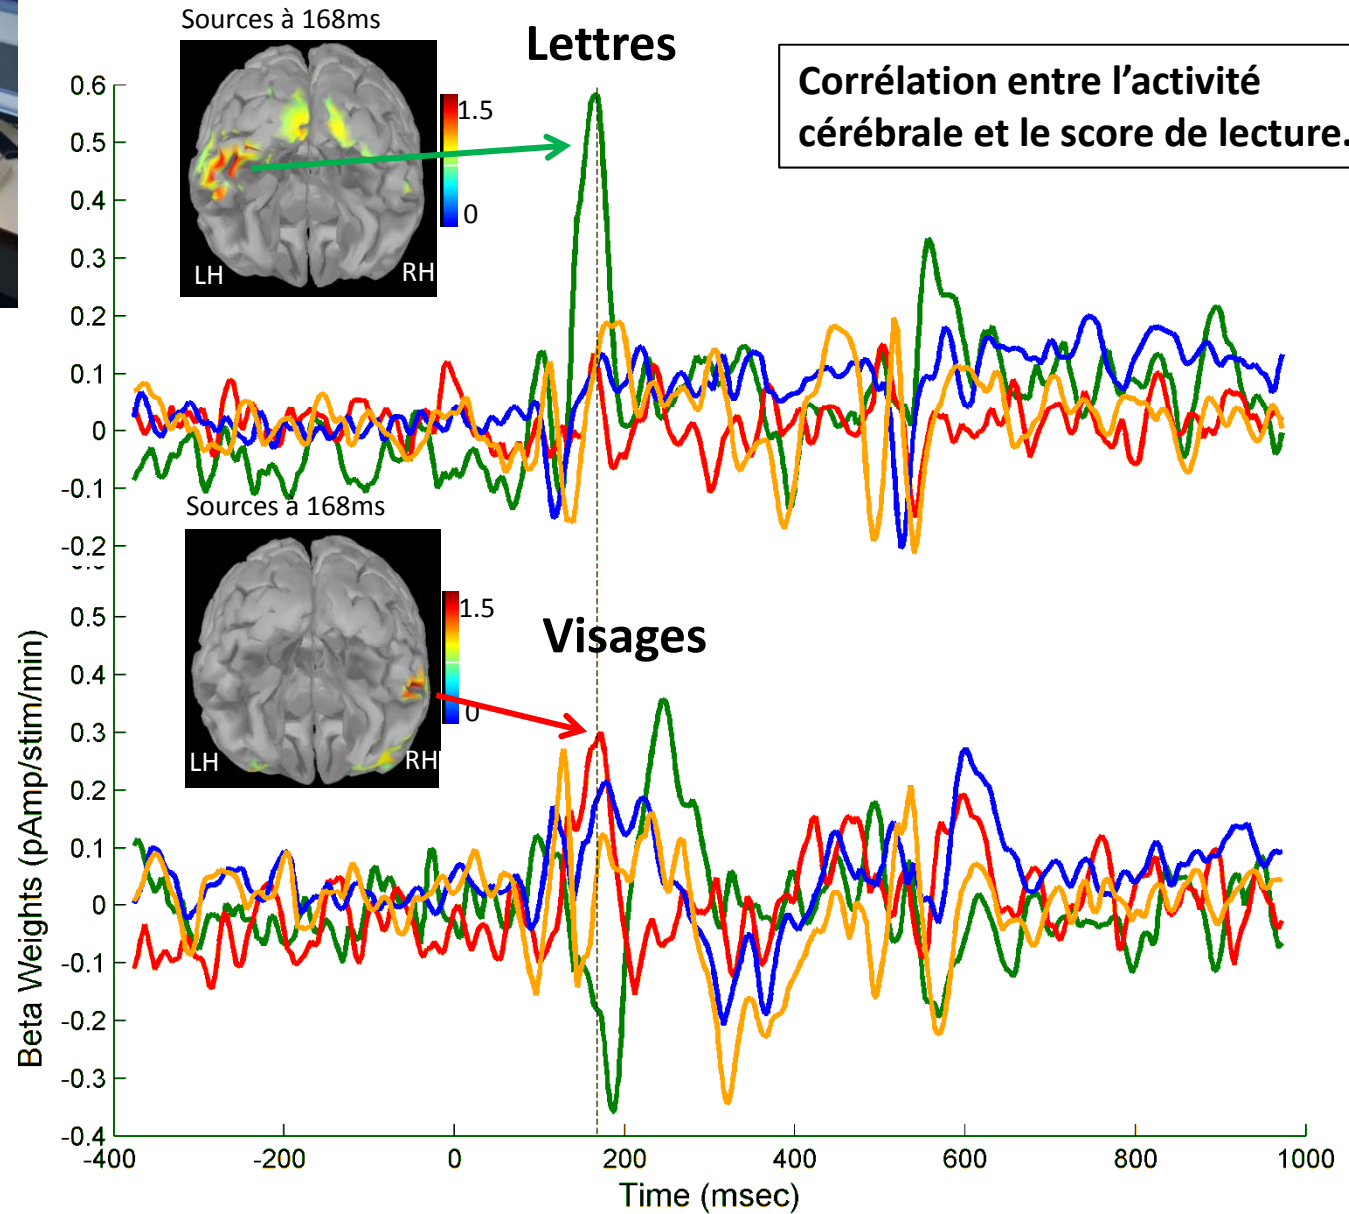 Sources à 168ms
Lettres
Corrélation entre l'activité
cérébrale et le score de lecture.
1.5
0
LH
RH
0.6
0.5
0.4
0.3
0.2
0.1
0
-0.1
-0.2
Sources à 168ms
Visages
1.5
0
LH
RH
0.5
0.4
0.3
0.2
0.1
0
-0.1
-0.2
-0.3
-0.4
Beta Weights (pAmp/stim/min)
-400
-200
0
200
400
600
800
1000
Time (msec)